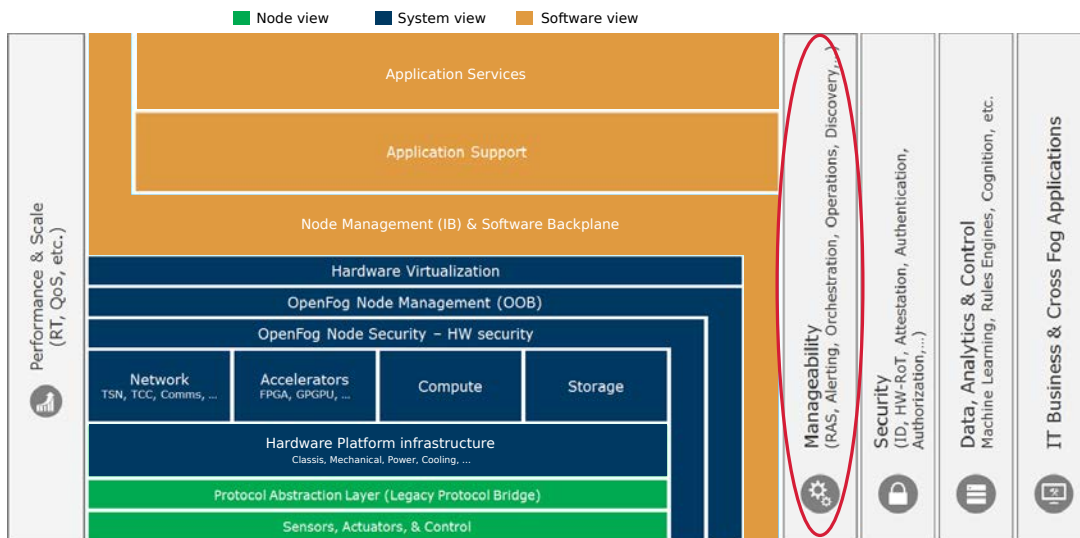 Node view
System view
Software view
Performance & Scale
(RT, QoS, etc.)
Application Services
Application Support
Node Management (IB) & Software Backplane
Hardware Virtualization
OpenFog Node Management (OOB)
OpenFog Node Security – HW security
Network
TSN, TCC, Comms, ...
Accelerators
FPGA, GPGPU, ...
Compute
Storage
Hardware Platform infrastructure
Classis, Mechanical, Power, Cooling, ...
Protocol Abstraction Layer (Legacy Protocol Bridge)
Sensors, Actuators, & Control
Manageability
(RAS, Alerting, Orchestration, Operations, Discovery,...)
Security
(ID, HW-RoT, Attestation, Authentication,
Authorization,...)
Data, Analytics & Control
Machine Learning, Rules Engines, Cognition, etc.
IT Business & Cross Fog Applications